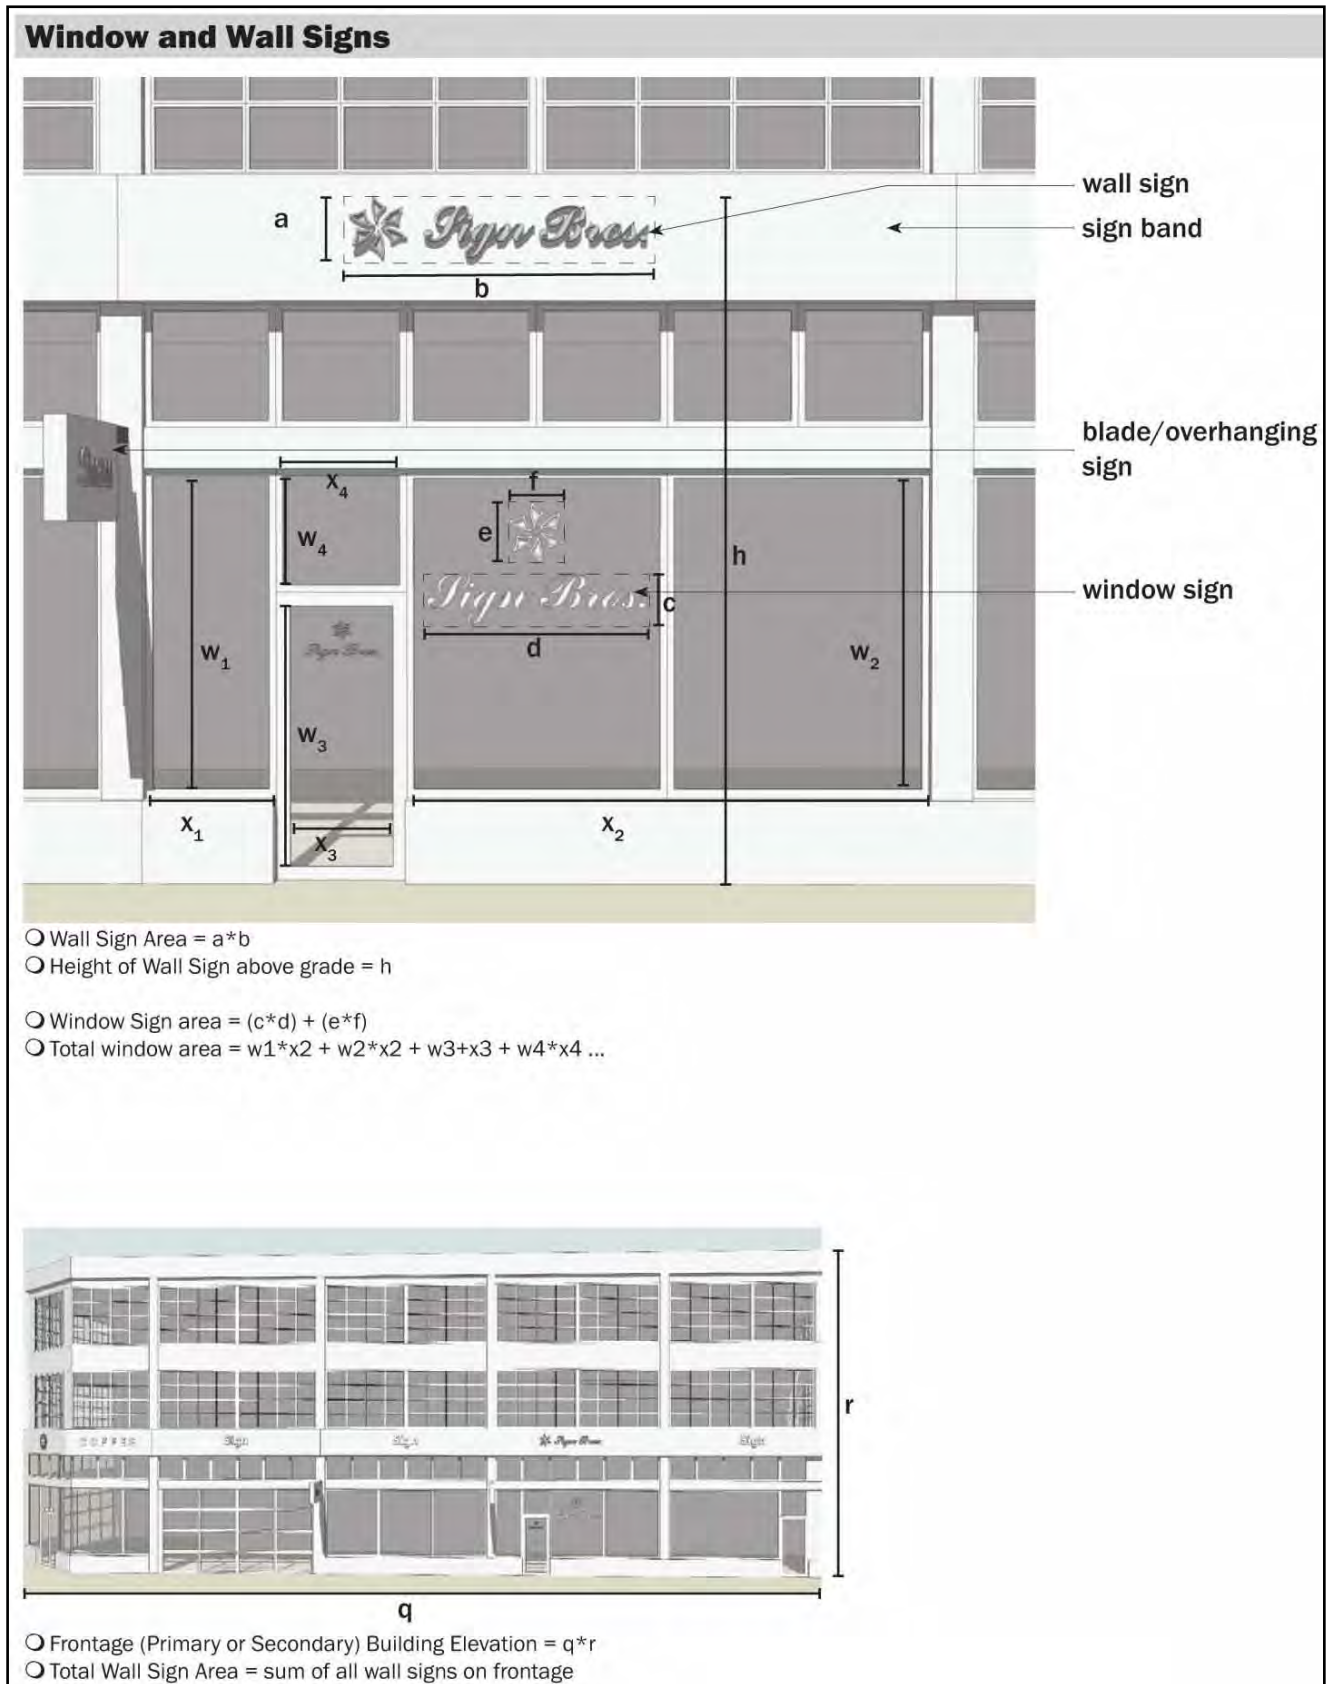 Window and Wall Signs
wall sign
a
Sign Bros.
sign band
b
blade/overhanging
sign
Sign
x4
f
w4
e
h
Sign Bros.
c
window sign
d
Sign Bros.
w1
w2
w3
x1
x2
x3
Wall Sign Area = a*b
Height of Wall Sign above grade = h
Window Sign area = (c*d) + (e*f)
Total window area = w1*x2 + w2*x2 + w3+x3 + w4*x4 ...
r
COFFEE
Sign
Sign
Sign Bros.
Sign
q
Frontage (Primary or Secondary) Building Elevation = q*r
Total Wall Sign Area = sum of all wall signs on frontage